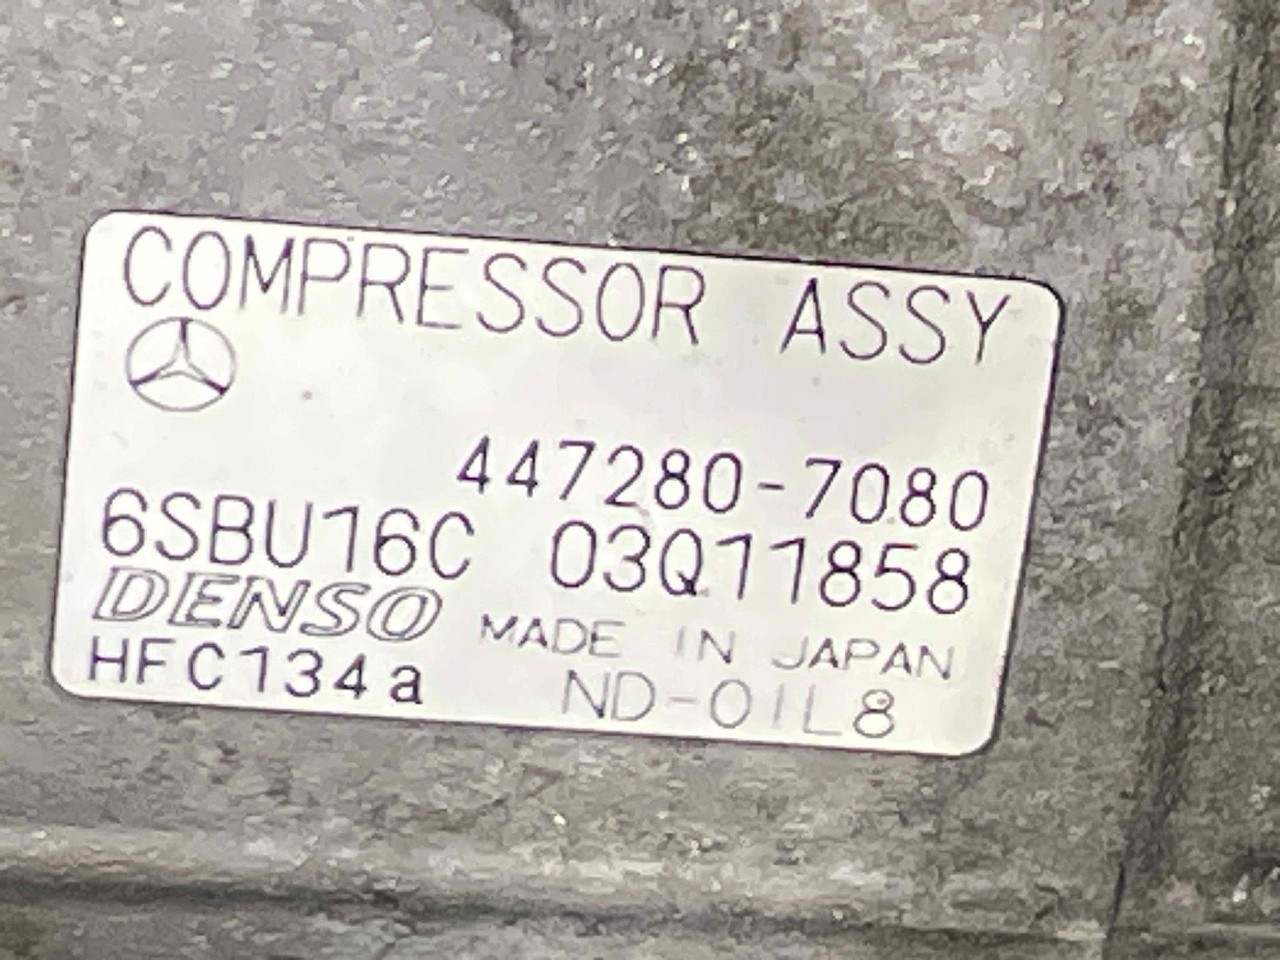 COMPRESSOR ASSY
447280-7080
6SBU16C 03Q11858
DENSO MADE IN JAPAN
HFC134a ND-OIL8